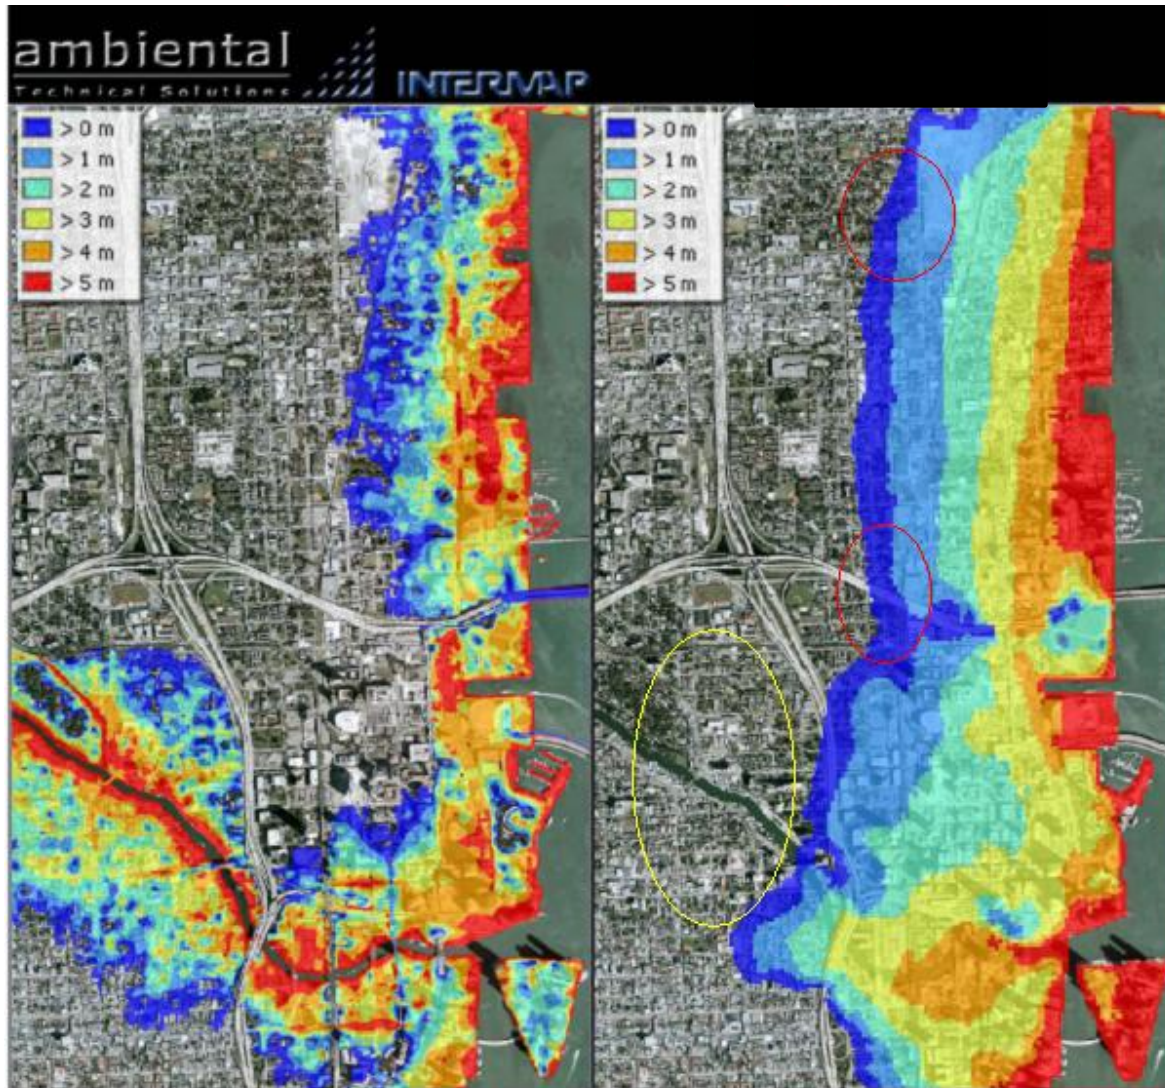 ambiental
Technical Solutions
INTERMAP
> 0 m
> 1 m
> 2 m
> 3 m
> 4 m
> 5 m
> 0 m
> 1 m
> 2 m
> 3 m
> 4 m
> 5 m